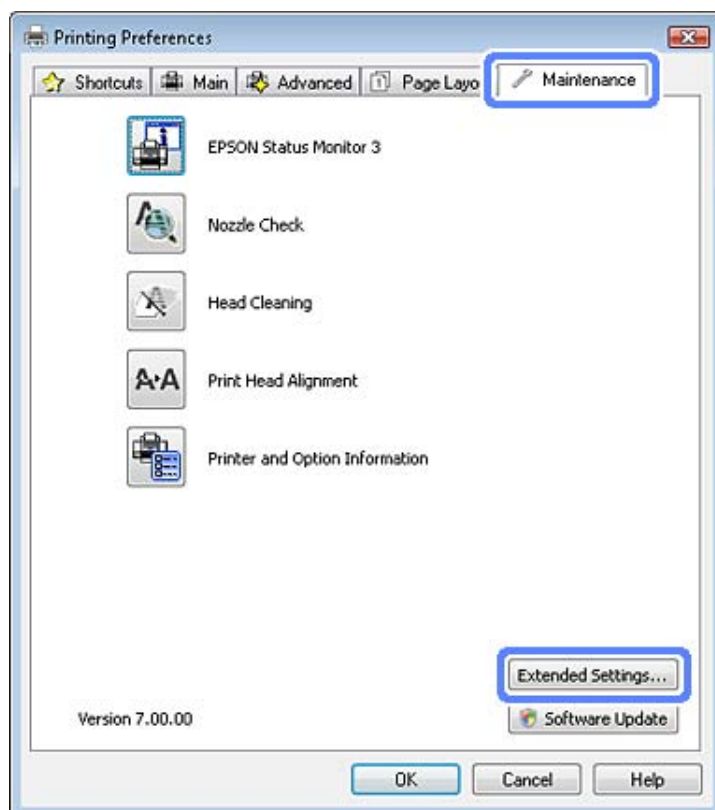 Printing Preferences
Shortcuts Main Advanced 1 Page Layo Maintenance
EPSON Status Monitor 3
Nozzle Check
Head Cleaning
A A Print Head Alignment
Printer and Option Information
Extended Settings...
Version 7.00.00 Software Update
OK Cancel Help